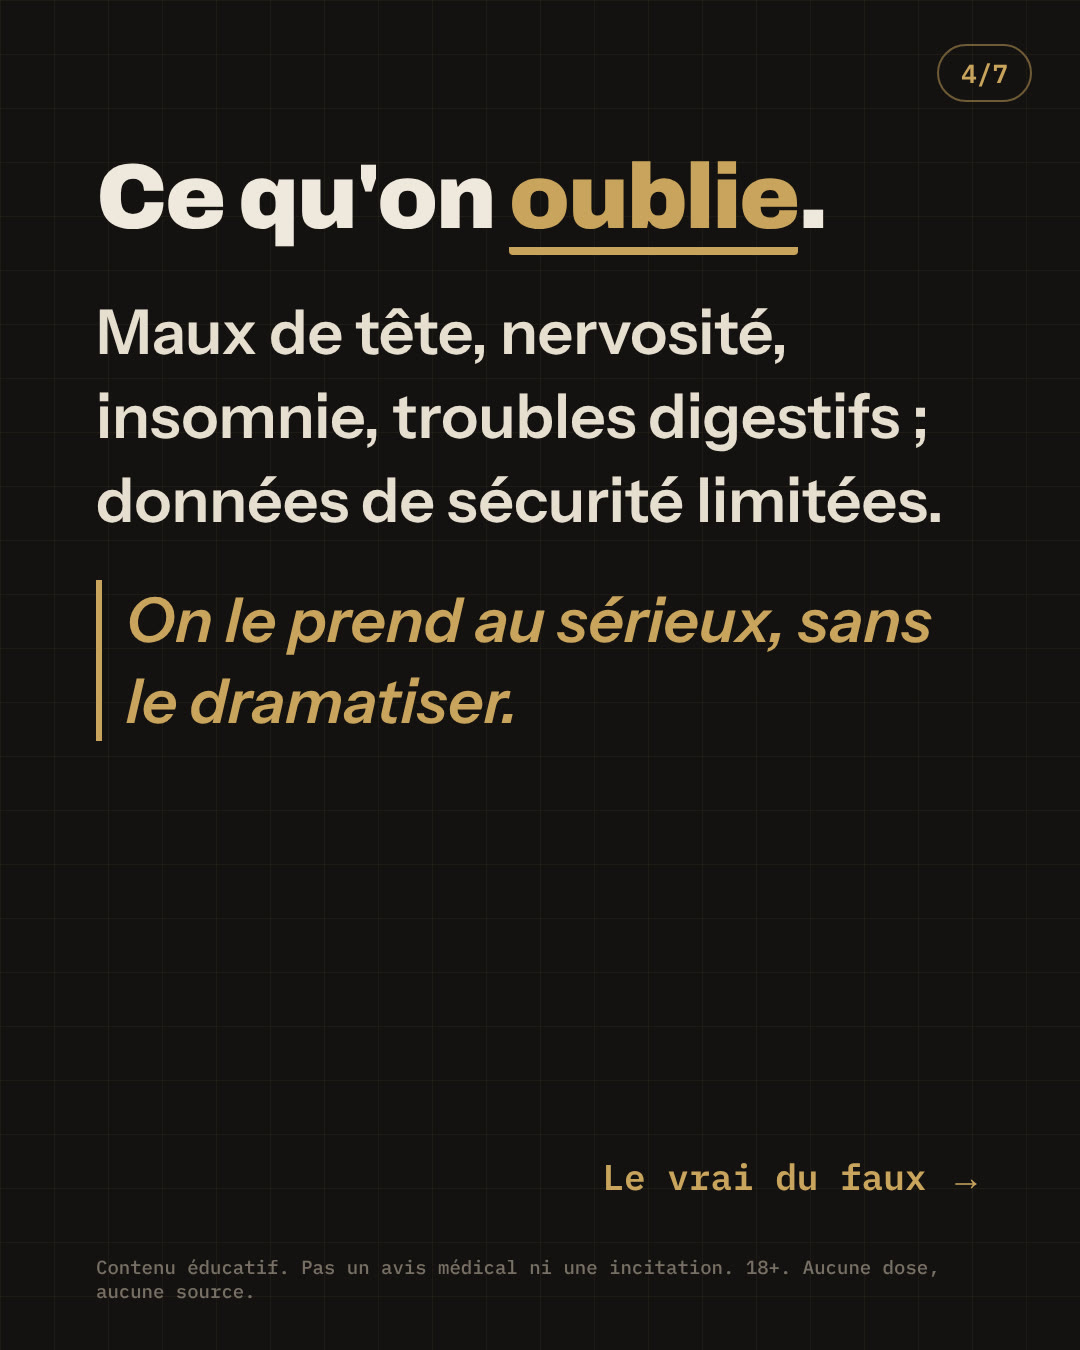 4/7
Ce qu'on oublie.
Maux de tête, nervosité,
insomnie, troubles digestifs ;
données de sécurité limitées.
On le prend au sérieux, sans
le dramatiser.
Le vrai du faux →
Contenu éducatif. Pas un avis médical ni une incitation. 18+. Aucune dose,
aucune source.